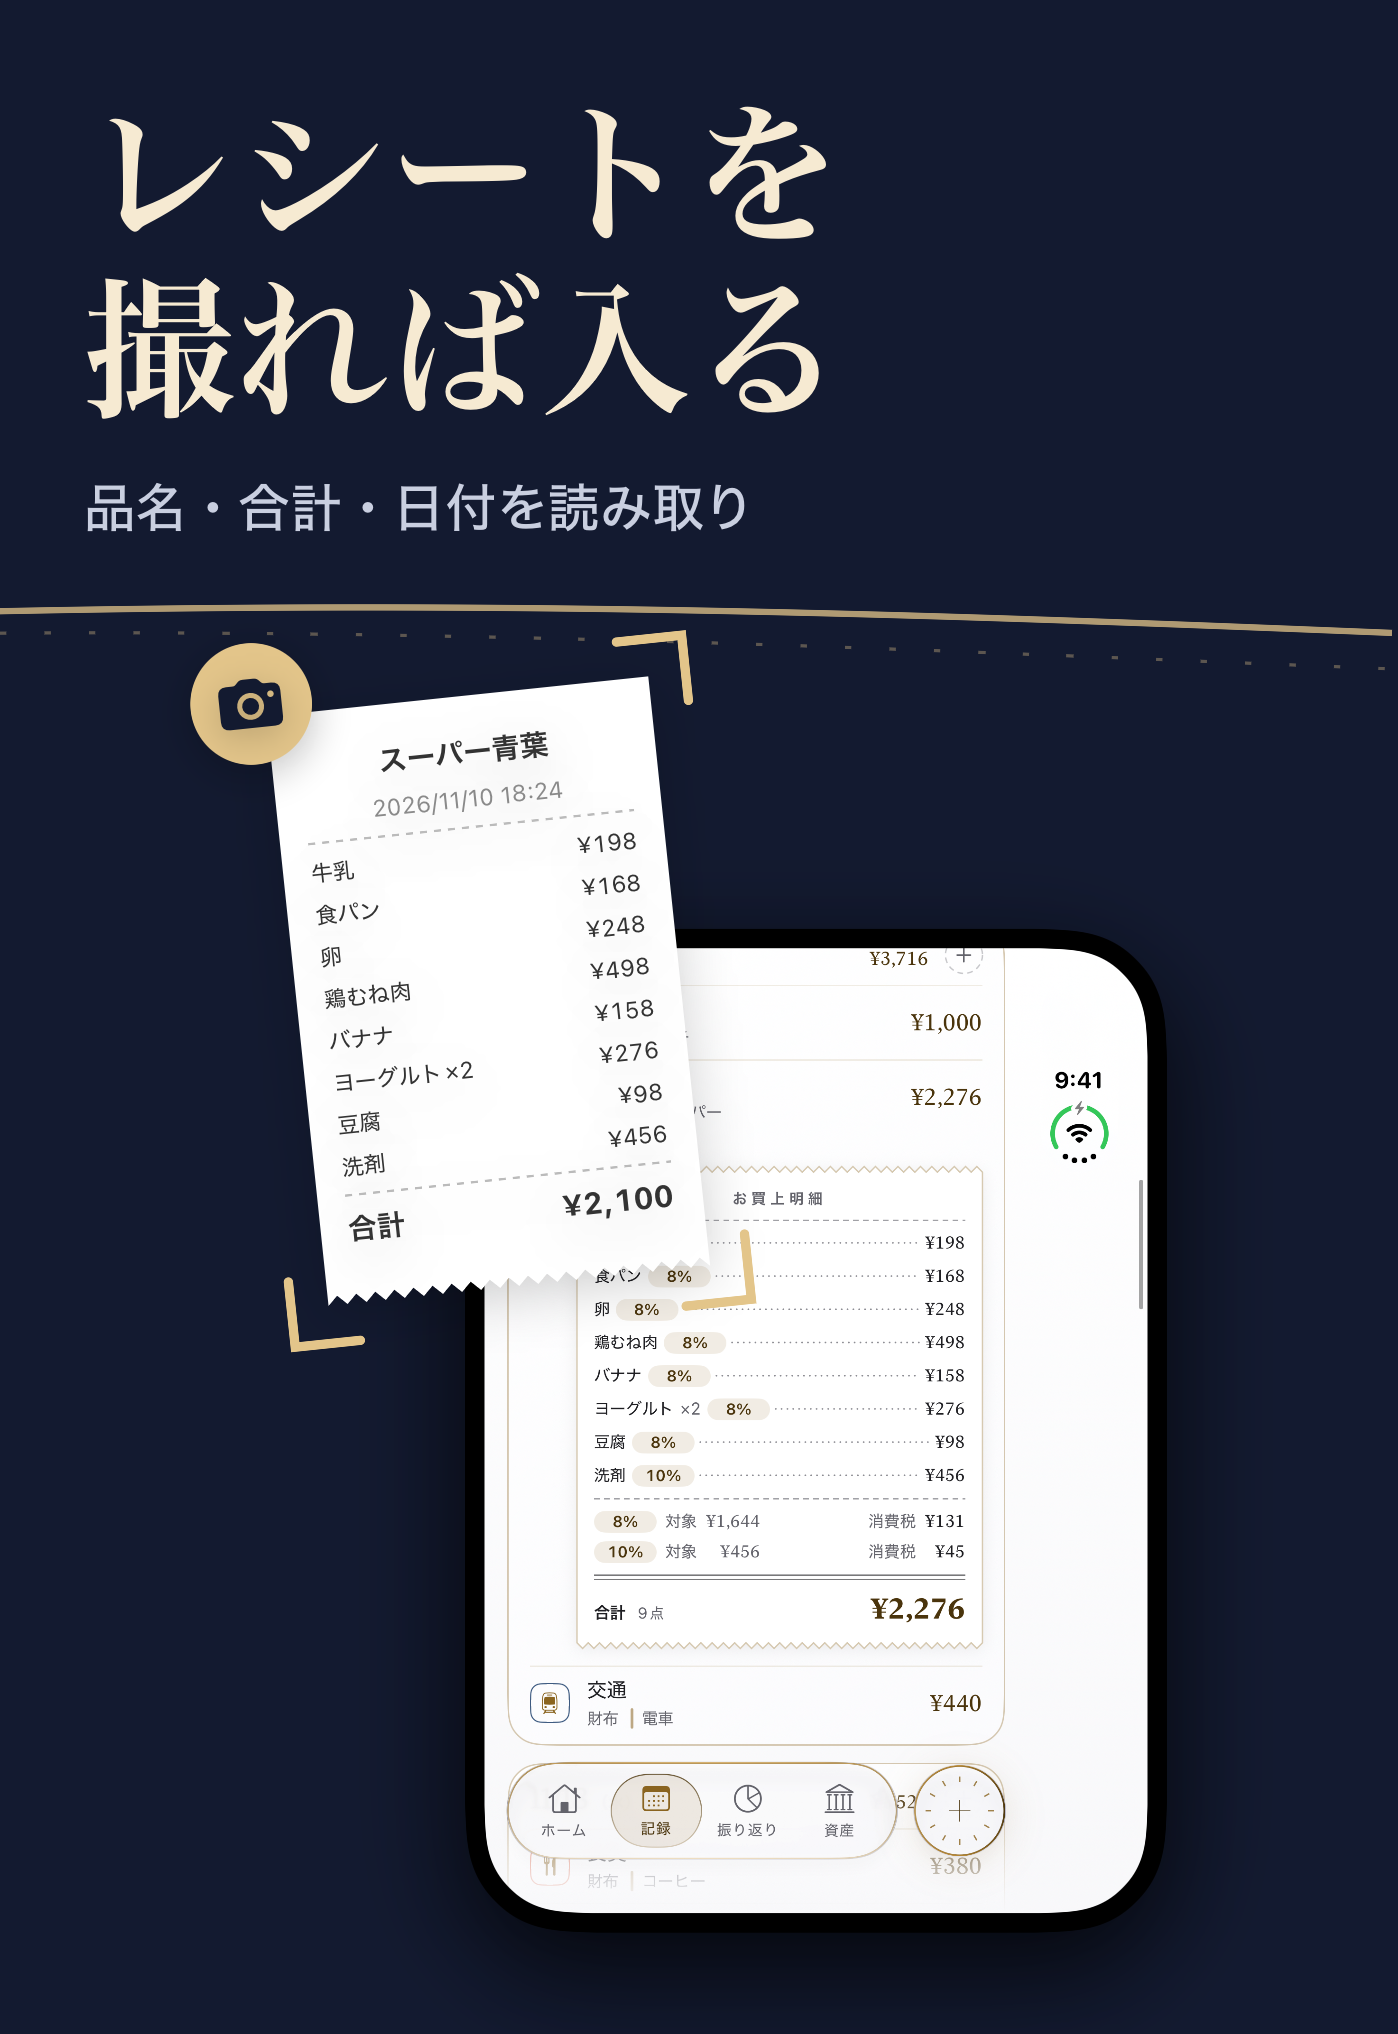 レシートを
撮れば入る
品名・合計・日付を読み取り
スーパー青葉
2026/11/10 18:24
牛乳 ¥198
食パン ¥168
卵 ¥248
鶏むね肉 ¥498
バナナ ¥158
ヨーグルト×2 ¥276
豆腐 ¥98
洗剤 ¥456
合計 ¥2,100
¥3,716
¥1,000
パー ¥2,276
9:41
お買上明細
¥198
食パン 8% ¥168
卵 8% ¥248
鶏むね肉 8% ¥498
バナナ 8% ¥158
ヨーグルト ×2 8% ¥276
豆腐 8% ¥98
洗剤 10% ¥456
8% 対象 ¥1,644 消費税 ¥131
10% 対象 ¥456 消費税 ¥45
合計 9点 ¥2,276
交通 ¥440
財布 電車
52
ホーム 記録 振り返り 資産
¥380
財布 コーヒー